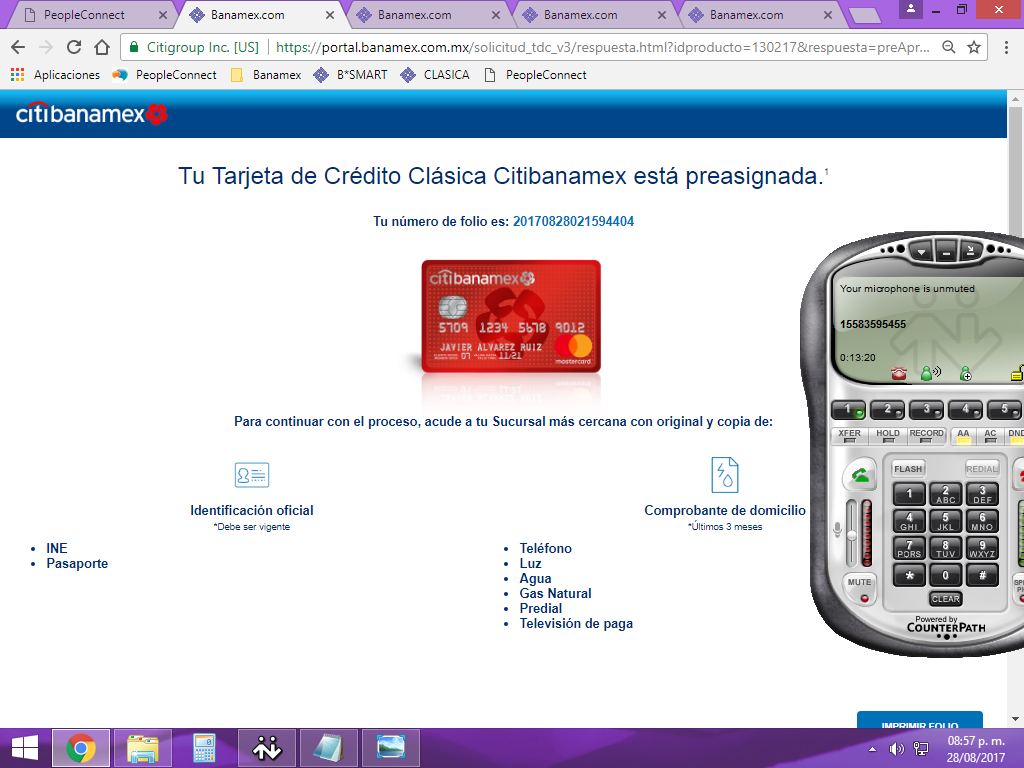 PeopleConnect
Banamex.com
Banamex.com
Banamex.com
Banamex.com
Citigroup Inc. [US]
https://portal.banamex.com.mx/solicitud_tdc_v3/respuesta.html?idproducto=130217&respuesta=preApr...
Aplicaciones
PeopleConnect
Banamex
B*SMART
CLASICA
PeopleConnect
citibanamex
Tu Tarjeta de Crédito Clásica Citibanamex está preasignada.1
Tu número de folio es: 20170828021594404
citibanamex
5709 1234 5678 9012
JAVIER ALVAREZ RUIZ
07
11/21
mastercard
Para continuar con el proceso, acude a tu Sucursal más cercana con original y copia de:
Identificación oficial
*Debe ser vigente
INE
Pasaporte
Comprobante de domicilio
*Últimos 3 meses
Teléfono
Luz
Agua
Gas Natural
Predial
Televisión de paga
IMPRIMIR FOLIO
Your microphone is unmuted
15583595455
0:13:20
1 2 3 4 5
XFER HOLD RECORD AA AC DND
FLASH REDIAL
1 2 ABC 3 DEF
4 GHI 5 JKL 6 MNO
7 PQRS 8 TUV 9 WXYZ
* 0 #
MUTE
CLEAR
Powered by
COUNTERPATH
08:57 p. m.
28/08/2017